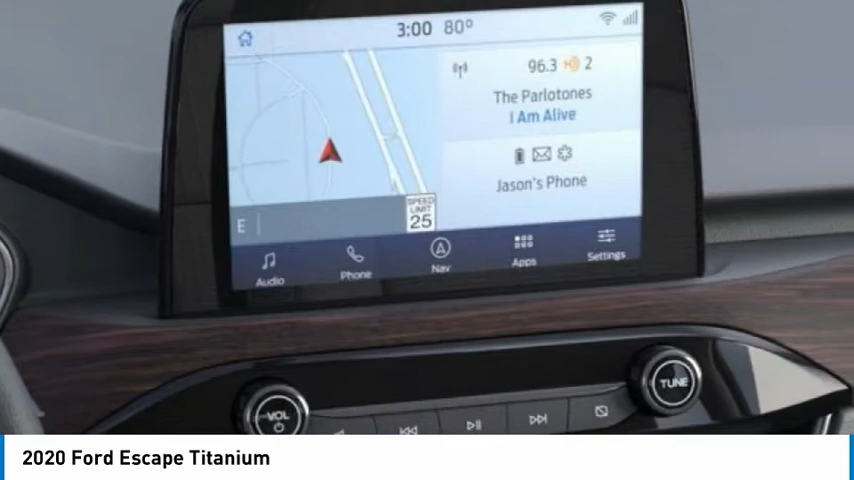 3:00 80°
96.3 HD 2
The Parlotones
I Am Alive
Jason's Phone
SPEED
LIMIT
25
E
Audio
Phone
Nav
Apps
Settings
VOL
TUNE
2020 Ford Escape Titanium